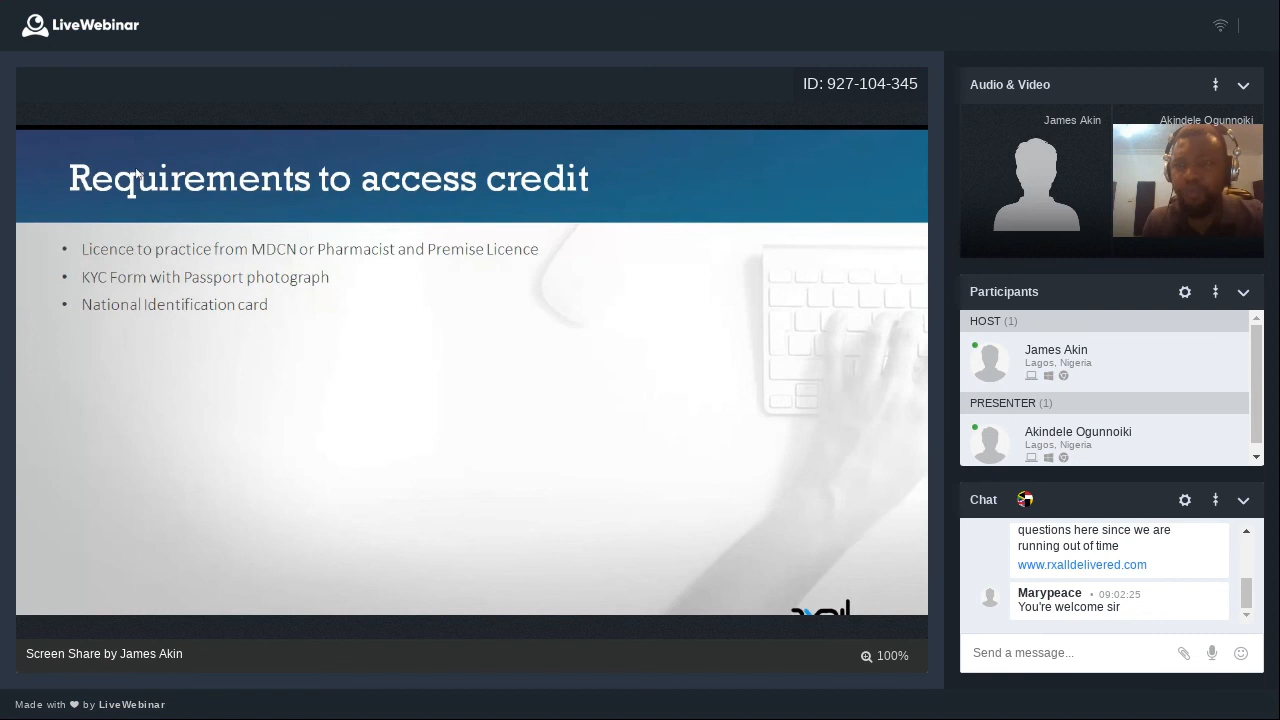 LiveWebinar
ID: 927-104-345
Requirements to access credit
• Licence to practice from MDCN or Pharmacist and Premise Licence
• KYC Form with Passport photograph
• National Identification card
Screen Share by James Akin
100%
Audio & Video
James Akin
Akindele Ogunnoiki
Participants
HOST (1)
James Akin
Lagos, Nigeria
PRESENTER (1)
Akindele Ogunnoiki
Lagos, Nigeria
Chat
questions here since we are
running out of time
www.rxalldelivered.com
Marypeace • 09:02:25
You're welcome sir
Send a message...
Made with ❤ by LiveWebinar